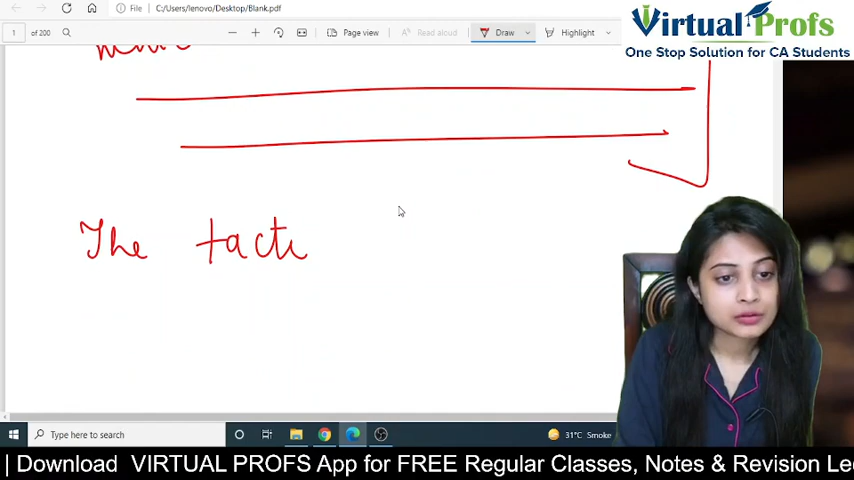 File | C:/Users/lenovo/Desktop/Blank.pdf
Virtual Profs
One Stop Solution for CA Students
1 of 200 Page view Read aloud Draw Highlight
The tacti
Type here to search 31°C Smoke
| Download VIRTUAL PROFS App for FREE Regular Classes, Notes & Revision Le